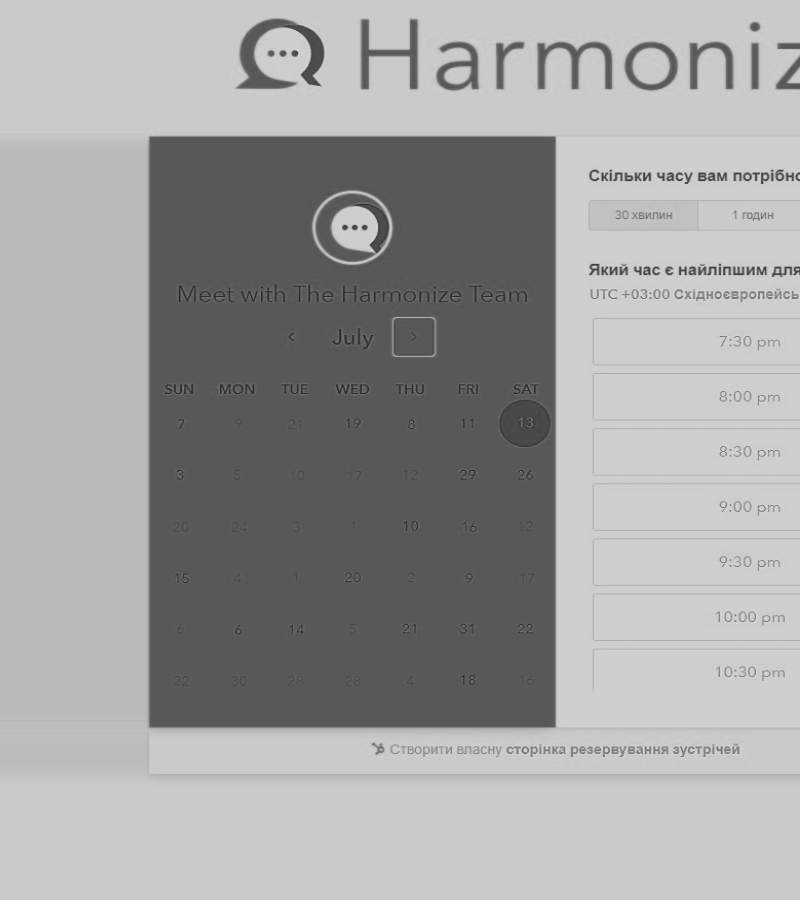 Harmoniz
Meet with The Harmonize Team
July
SUN MON TUE WED THU FRI SAT
7 9 21 19 8 11 13
3 5 10 17 12 29 26
20 24 3 1 10 16 12
15 4 1 20 2 9 17
6 6 14 5 21 31 22
22 30 28 28 4 18 16
Скільки часу вам потрібно
30 хвилин 1 годин
Який час є найліпшим для
UTC +03:00 Східноєвропейсь
7:30 pm
8:00 pm
8:30 pm
9:00 pm
9:30 pm
10:00 pm
10:30 pm
Створити власну сторінка резервування зустрічей